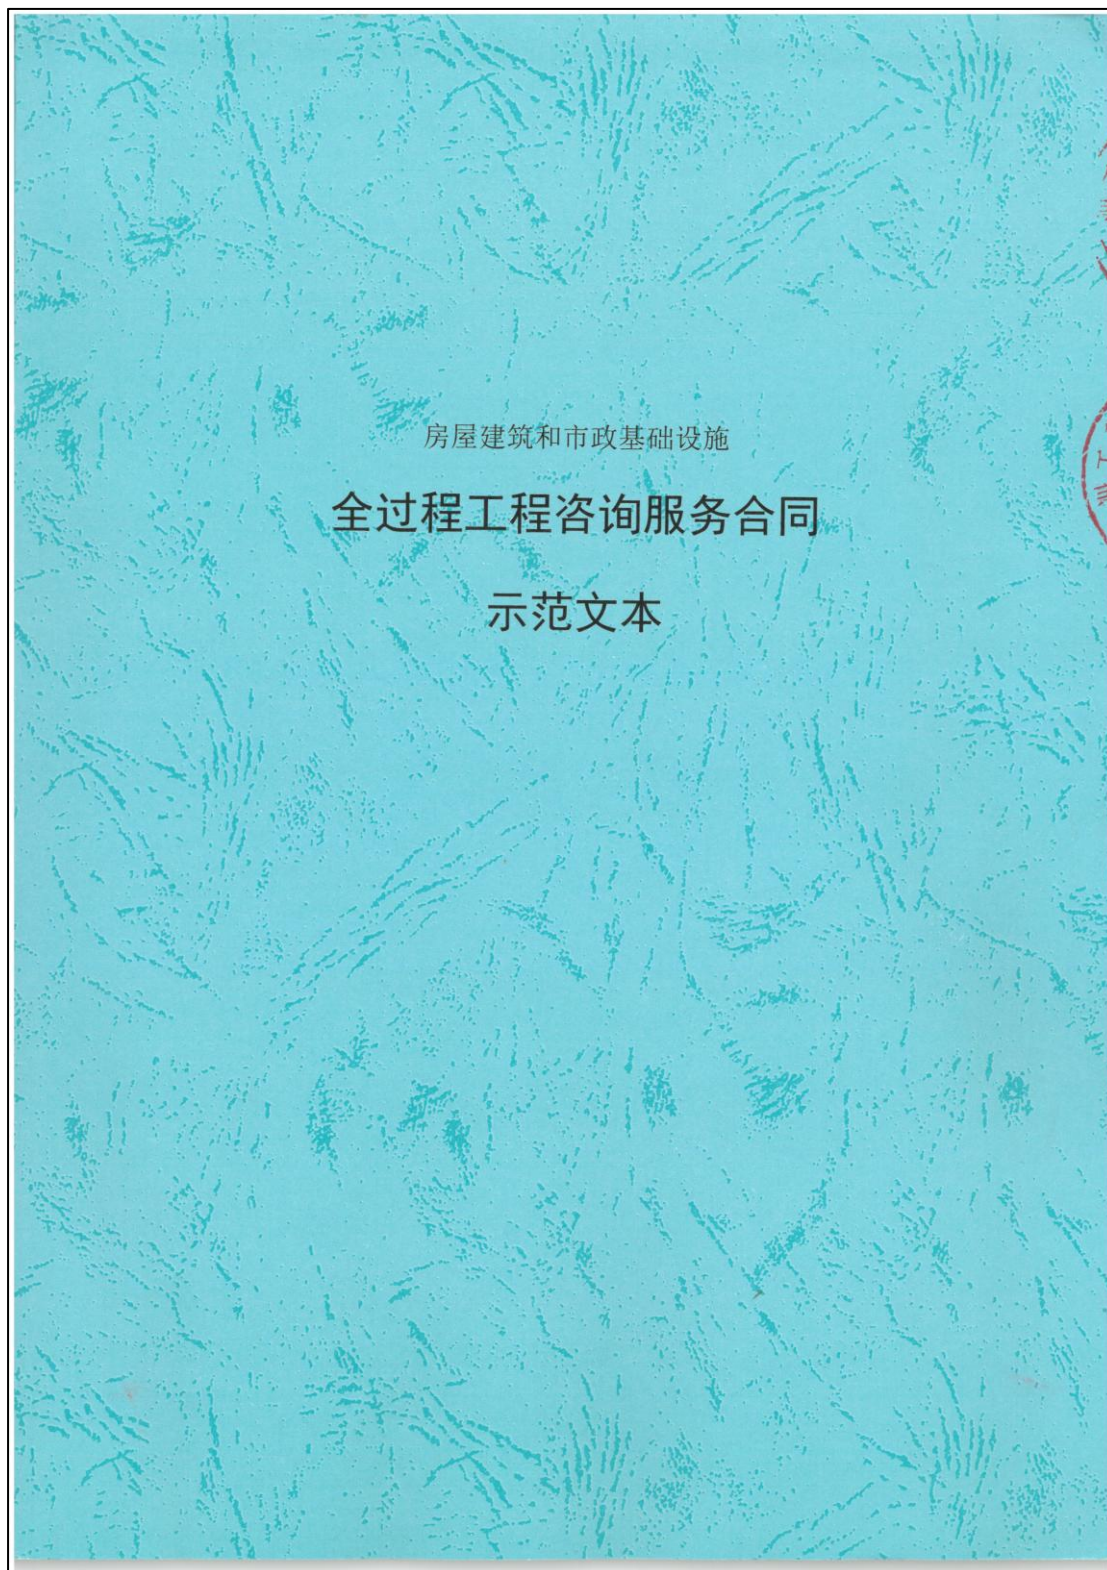 房屋建筑和市政基础设施
全过程工程咨询服务合同
示范文本